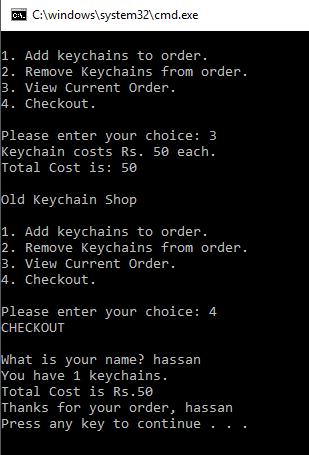 C:\windows\system32\cmd.exe
1. Add keychains to order.
2. Remove Keychains from order.
3. View Current Order.
4. Checkout.
Please enter your choice: 3
Keychain costs Rs. 50 each.
Total Cost is: 50
Old Keychain Shop
1. Add keychains to order.
2. Remove Keychains from order.
3. View Current Order.
4. Checkout.
Please enter your choice: 4
CHECKOUT
What is your name? hassan
You have 1 keychains.
Total Cost is Rs.50
Thanks for your order, hassan
Press any key to continue . . .